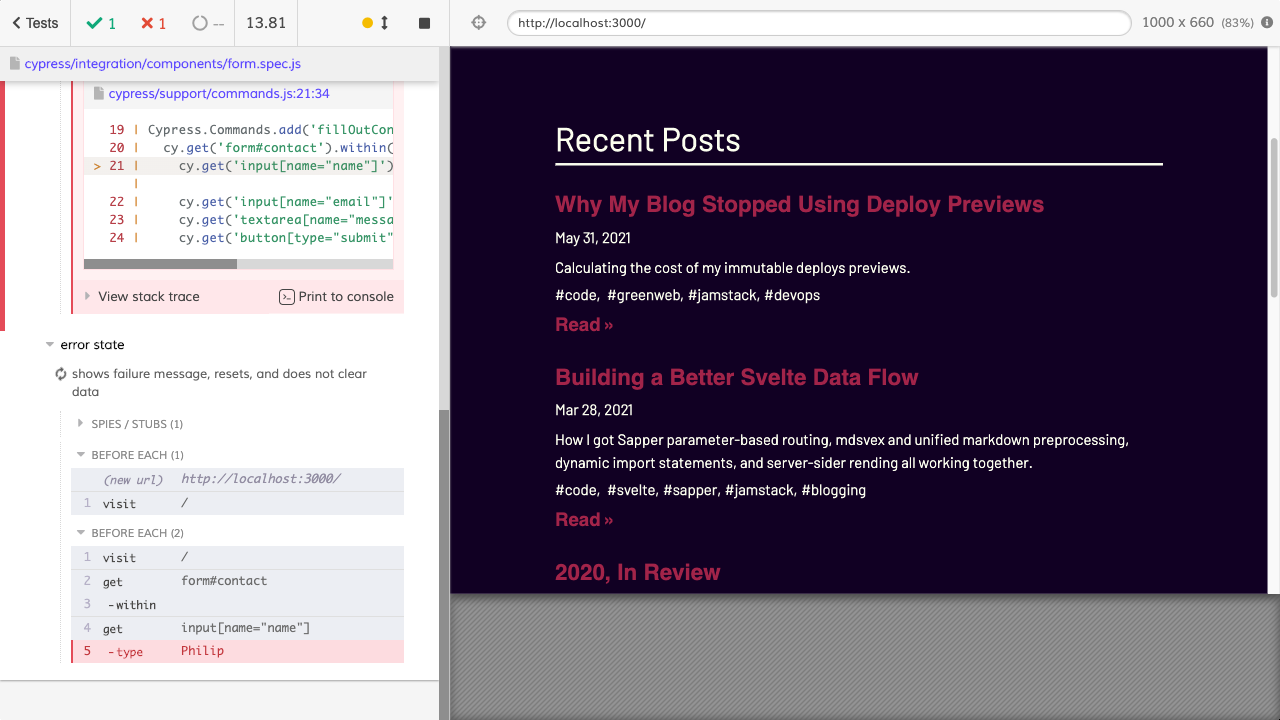 Tests
1
1
--
13.81
http://localhost:3000/
1000 x 660 (83%)
cypress/integration/components/form.spec.js
cypress/support/commands.js:21:34
19 | Cypress.Commands.add('fillOutCon
20 | cy.get('form#contact').within(
> 21 | cy.get('input[name="name"]')
|
22 | cy.get('input[name="email"]'
23 | cy.get('textarea[name="messa
24 | cy.get('button[type="submit"
View stack trace
Print to console
error state
shows failure message, resets, and does not clear
data
SPIES / STUBS (1)
BEFORE EACH (1)
(new url) http://localhost:3000/
1 visit /
BEFORE EACH (2)
1 visit /
2 get form#contact
3 -within
4 get input[name="name"]
5 -type Philip
Recent Posts
Why My Blog Stopped Using Deploy Previews
May 31, 2021
Calculating the cost of my immutable deploys previews.
#code, #greenweb, #jamstack, #devops
Read »
Building a Better Svelte Data Flow
Mar 28, 2021
How I got Sapper parameter-based routing, mdsvex and unified markdown preprocessing,
dynamic import statements, and server-sider rending all working together.
#code, #svelte, #sapper, #jamstack, #blogging
Read »
2020, In Review